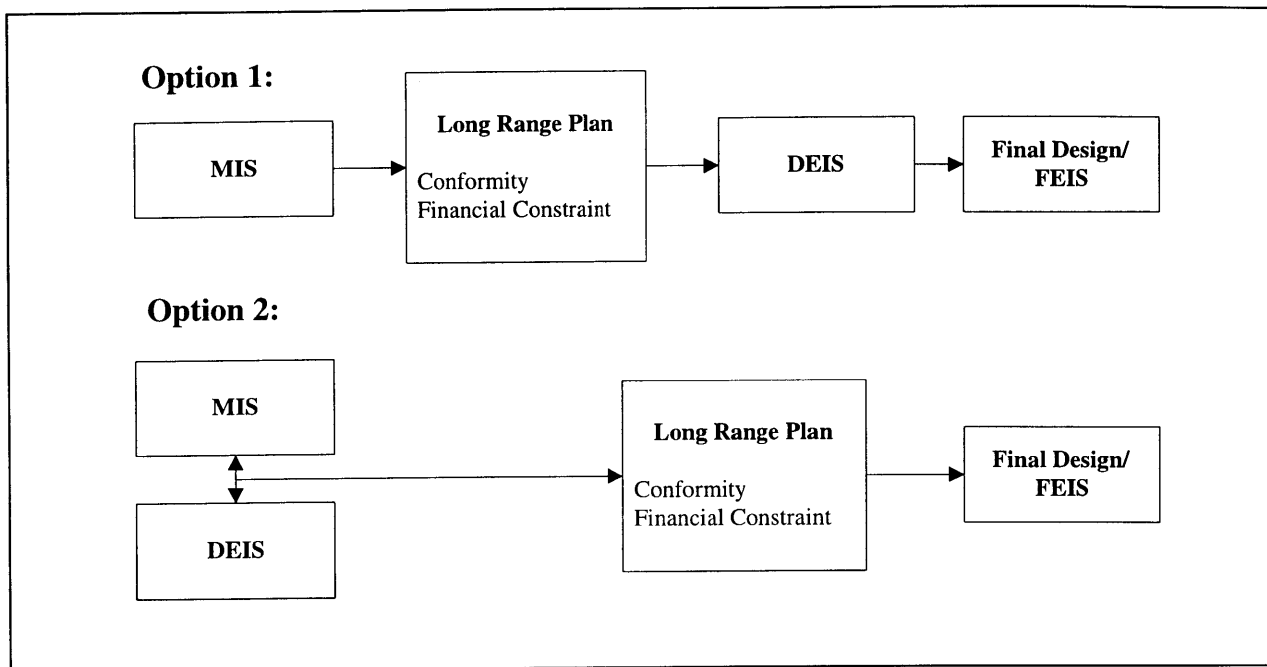 Option 1:
MIS
Long Range Plan
Conformity
Financial Constraint
DEIS
Final Design/
FEIS
Option 2:
MIS
DEIS
Long Range Plan
Conformity
Financial Constraint
Final Design/
FEIS